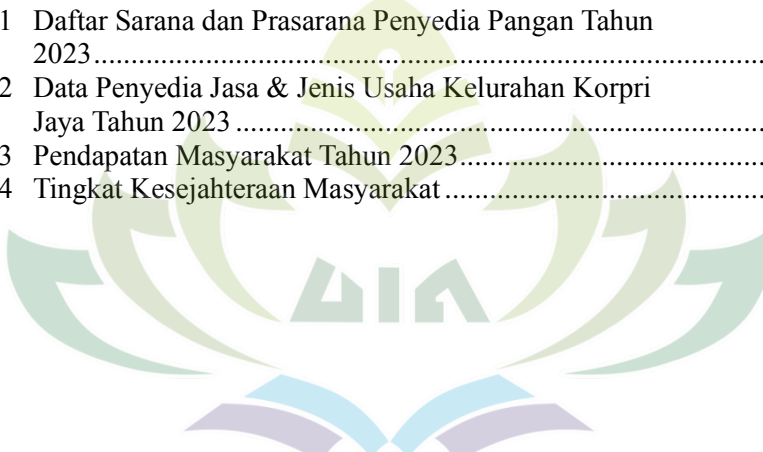 1 Daftar Sarana dan Prasarana Penyedia Pangan Tahun
2023..........................................................................................
2 Data Penyedia Jasa & Jenis Usaha Kelurahan Korpri
Jaya Tahun 2023 ......................................................................
3 Pendapatan Masyarakat Tahun 2023.........................................
4 Tingkat Kesejahteraan Masyarakat ...........................................
UIN